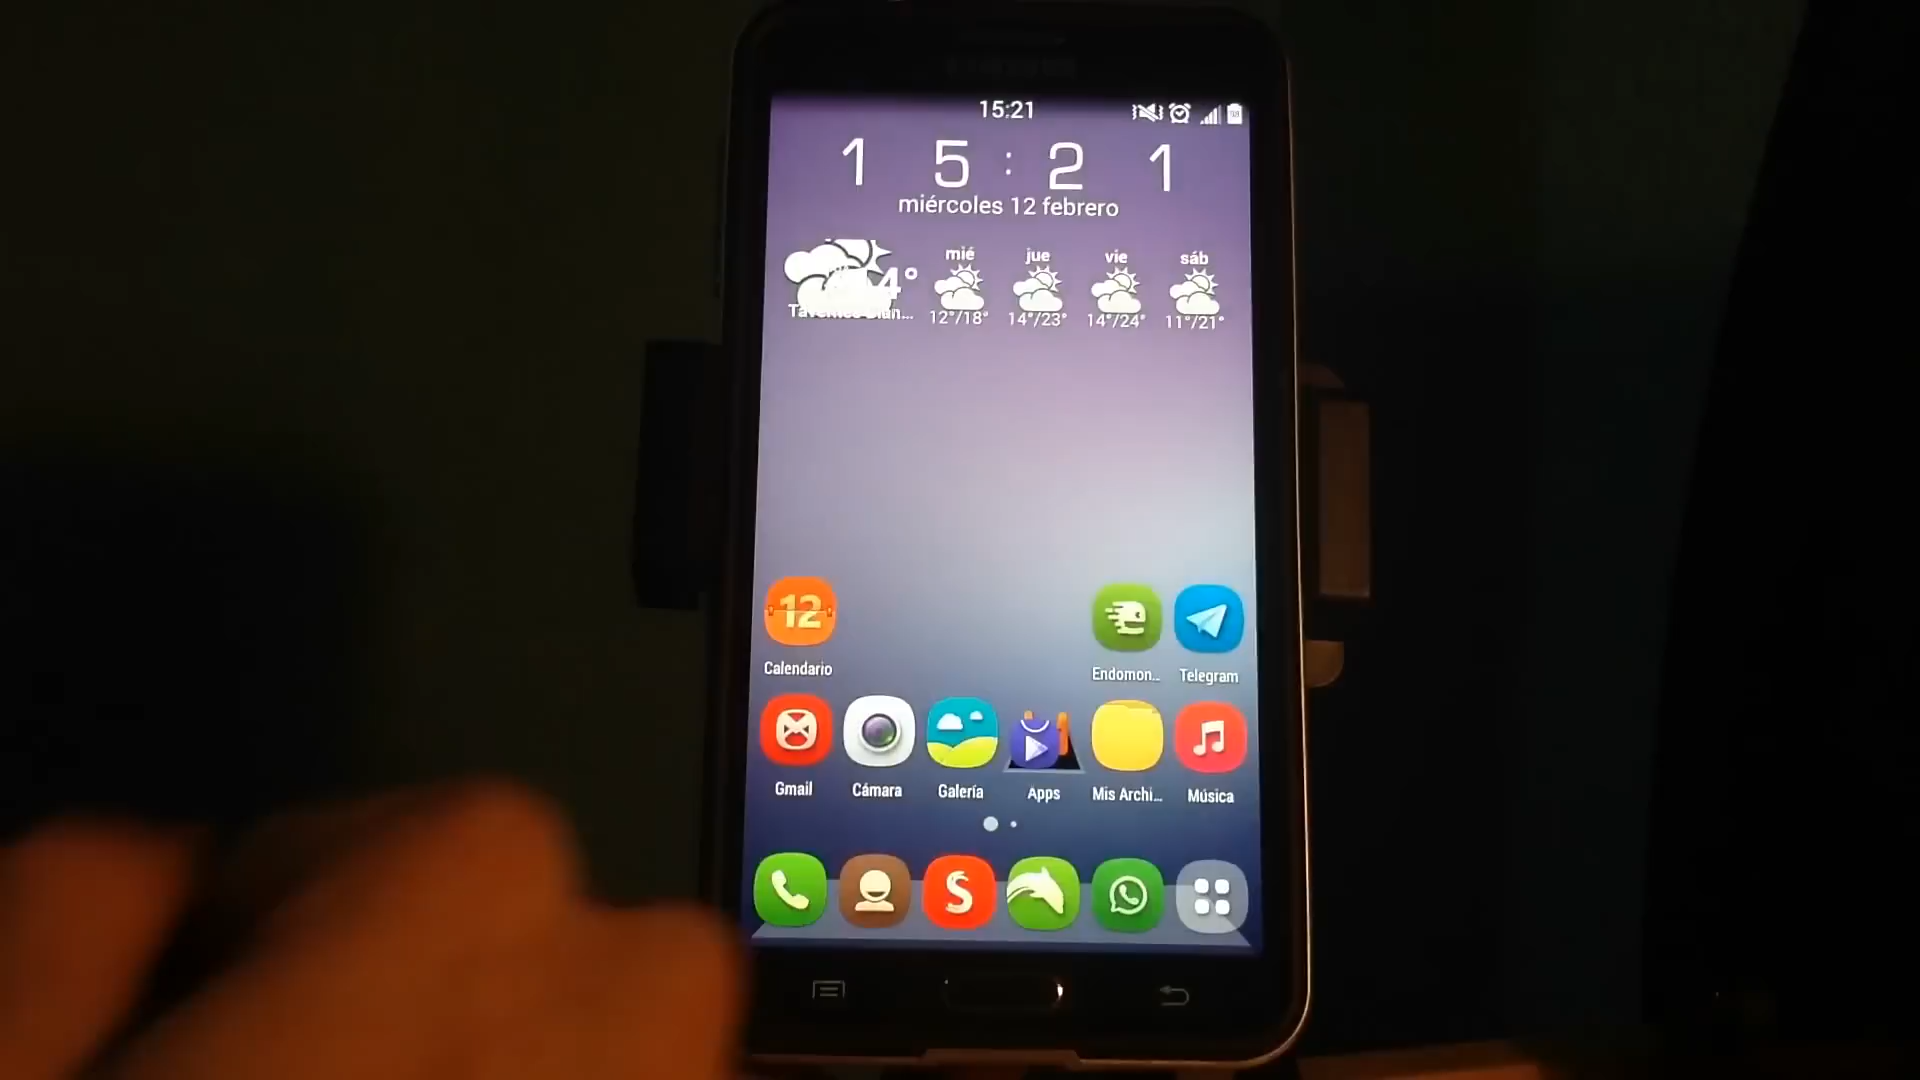 15:21
1 5 : 2 1
miércoles 12 febrero
mié
jue
vie
sáb
4°
12°/18°
14°/23°
14°/24°
11°/21°
12
Calendario
Endomon...
Telegram
Gmail
Cámara
Galería
Apps
Mis Archi...
Música
S